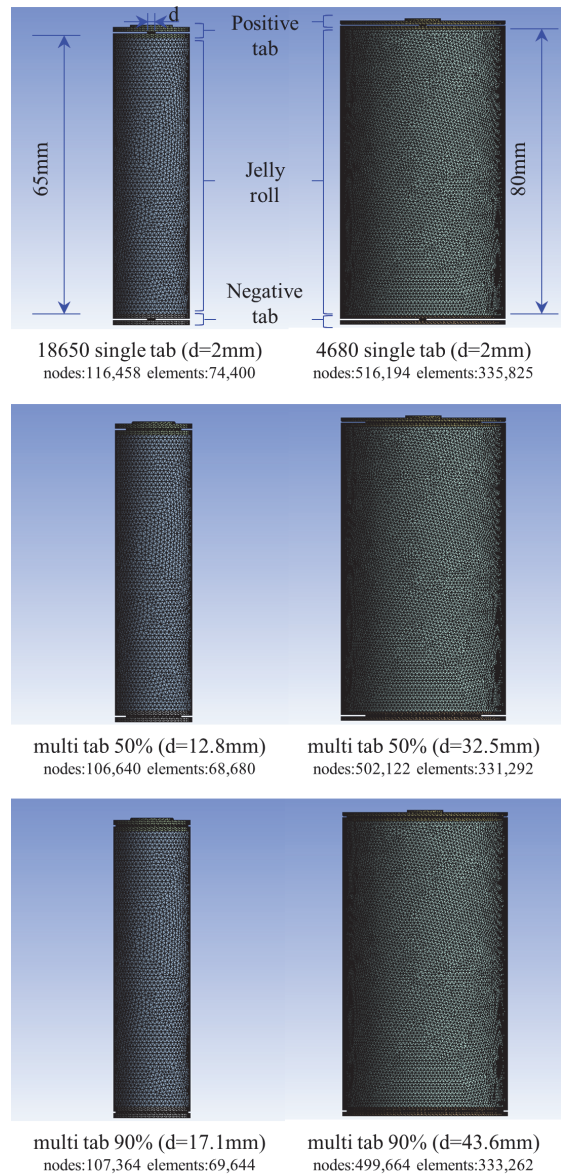 d
Positive
tab
65mm
80mm
Jelly
roll
Negative
tab
18650 single tab (d=2mm)
nodes:116,458 elements:74,400
4680 single tab (d=2mm)
nodes:516,194 elements:335,825
multi tab 50% (d=12.8mm)
nodes:106,640 elements:68,680
multi tab 50% (d=32.5mm)
nodes:502,122 elements:331,292
multi tab 90% (d=17.1mm)
nodes:107,364 elements:69,644
multi tab 90% (d=43.6mm)
nodes:499,664 elements:333,262